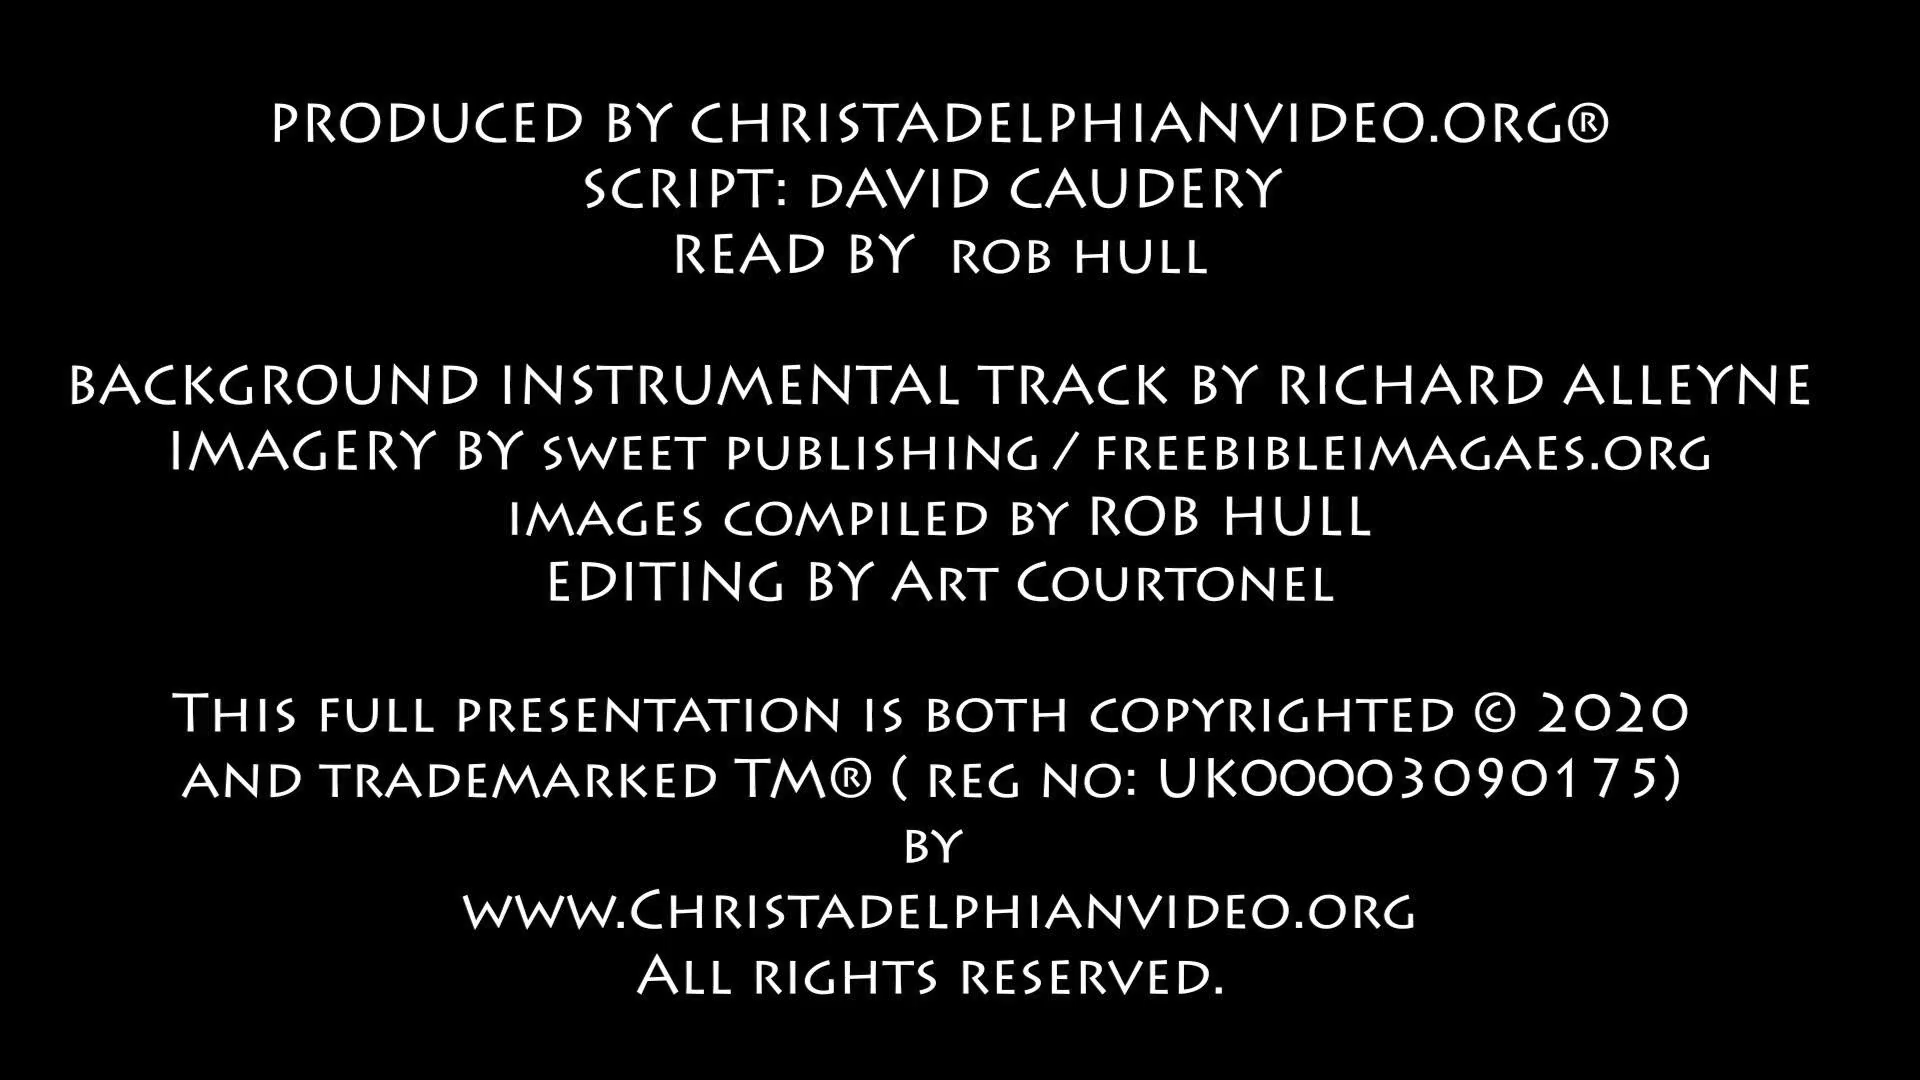 PRODUCED BY CHRISTADELPHIANVIDEO.ORG®
SCRIPT: dAVID CAUDERY
READ BY rob hull
BACKGROUND INSTRUMENTAL TRACK BY RICHARD ALLEYNE
IMAGERY BY sweet publishing / freebibleimagaes.org
images compiled by ROB HULL
EDITING BY Art Courtonel
This full presentation is both copyrighted © 2020
and trademarked TM® ( reg no: UK00003090175)
by
www.Christadelphianvideo.org
All rights reserved.